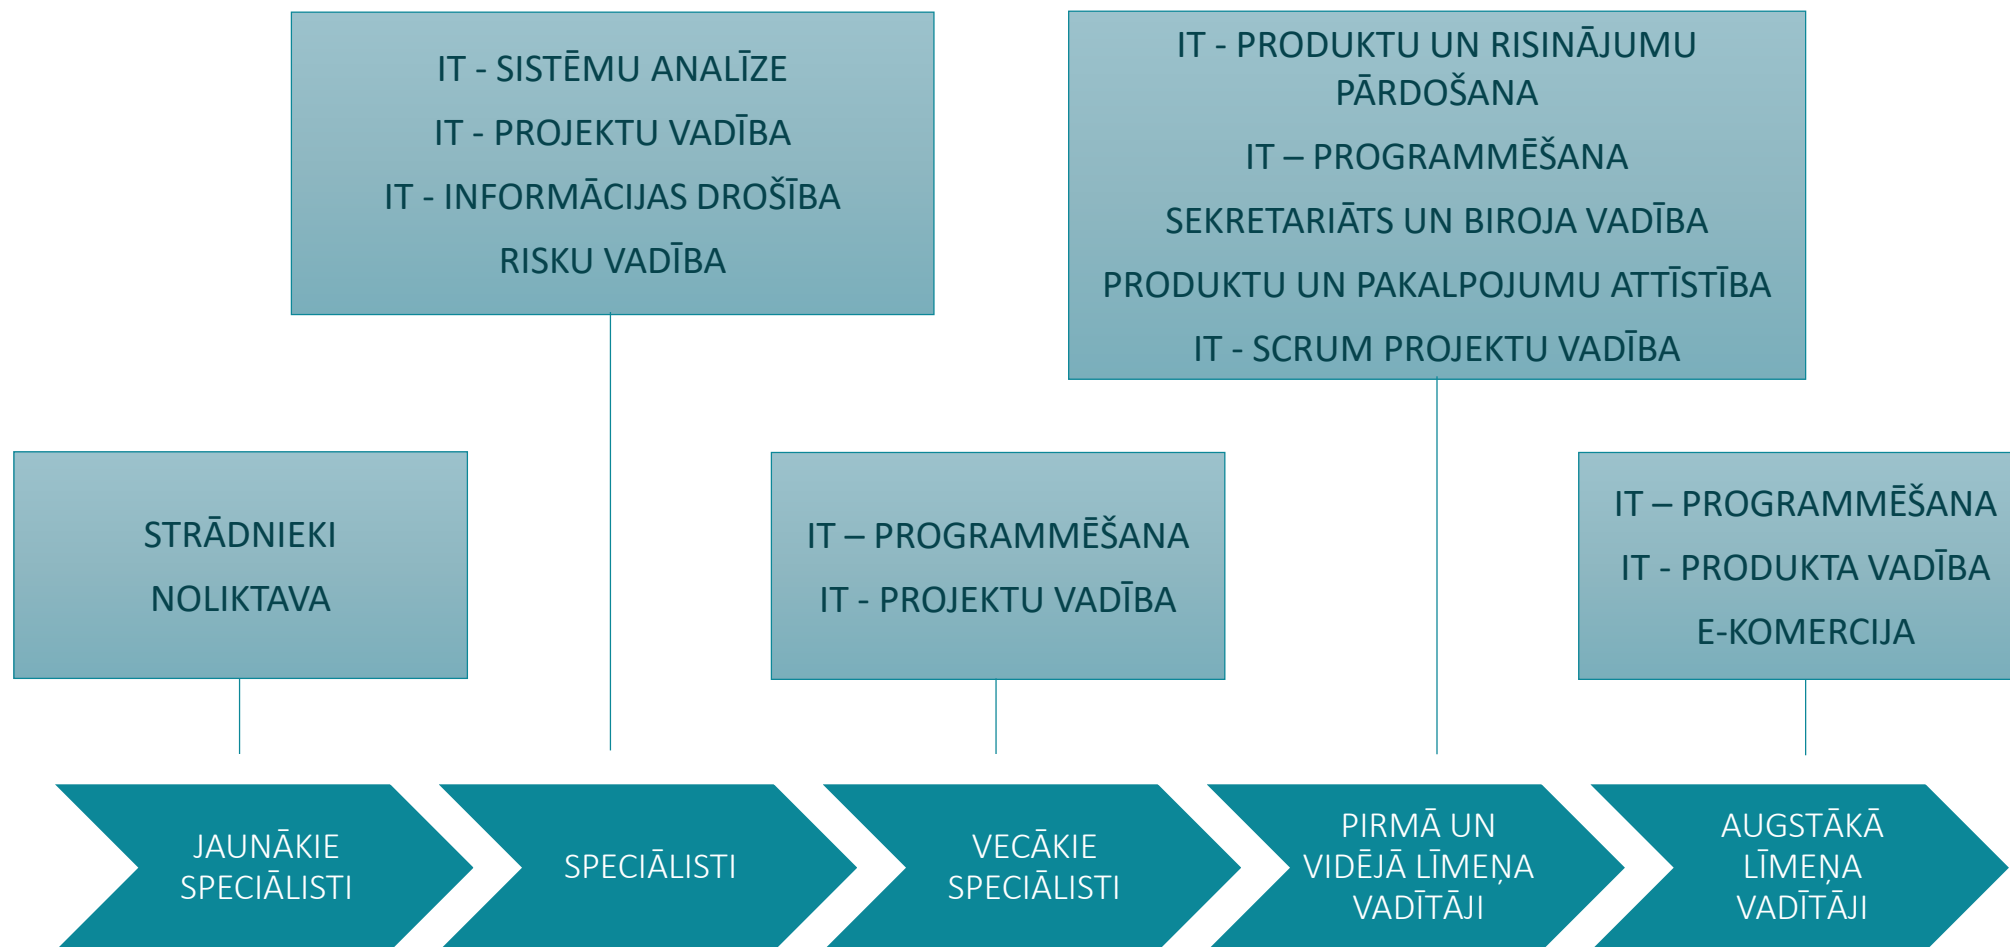 IT - SISTĒMU ANALĪZE
IT - PROJEKTU VADĪBA
IT - INFORMĀCIJAS DROŠĪBA
RISKU VADĪBA
IT - PRODUKTU UN RISINĀJUMU
PĀRDOŠANA
IT – PROGRAMMĒŠANA
SEKRETARIĀTS UN BIROJA VADĪBA
PRODUKTU UN PAKALPOJUMU ATTĪSTĪBA
IT - SCRUM PROJEKTU VADĪBA
STRĀDNIEKI
NOLIKTAVA
IT – PROGRAMMĒŠANA
IT - PROJEKTU VADĪBA
IT – PROGRAMMĒŠANA
IT - PRODUKTA VADĪBA
E-KOMERCIJA
JAUNĀKIE
SPECIĀLISTI
SPECIĀLISTI
VECĀKIE
SPECIĀLISTI
PIRMĀ UN
VIDĒJĀ LĪMEŅA
VADĪTĀJI
AUGSTĀKĀ
LĪMEŅA
VADĪTĀJI